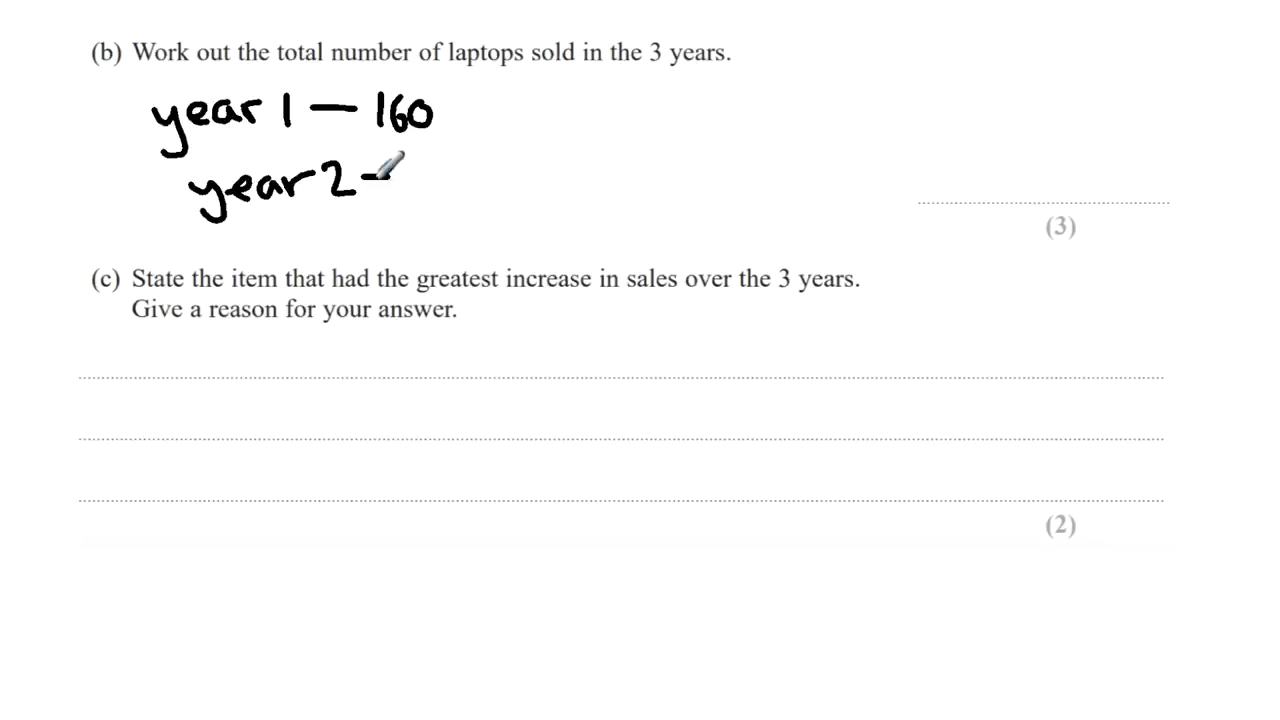 (b) Work out the total number of laptops sold in the 3 years.
year 1 — 160
year 2 -
(3)
(c) State the item that had the greatest increase in sales over the 3 years.
Give a reason for your answer.
(2)